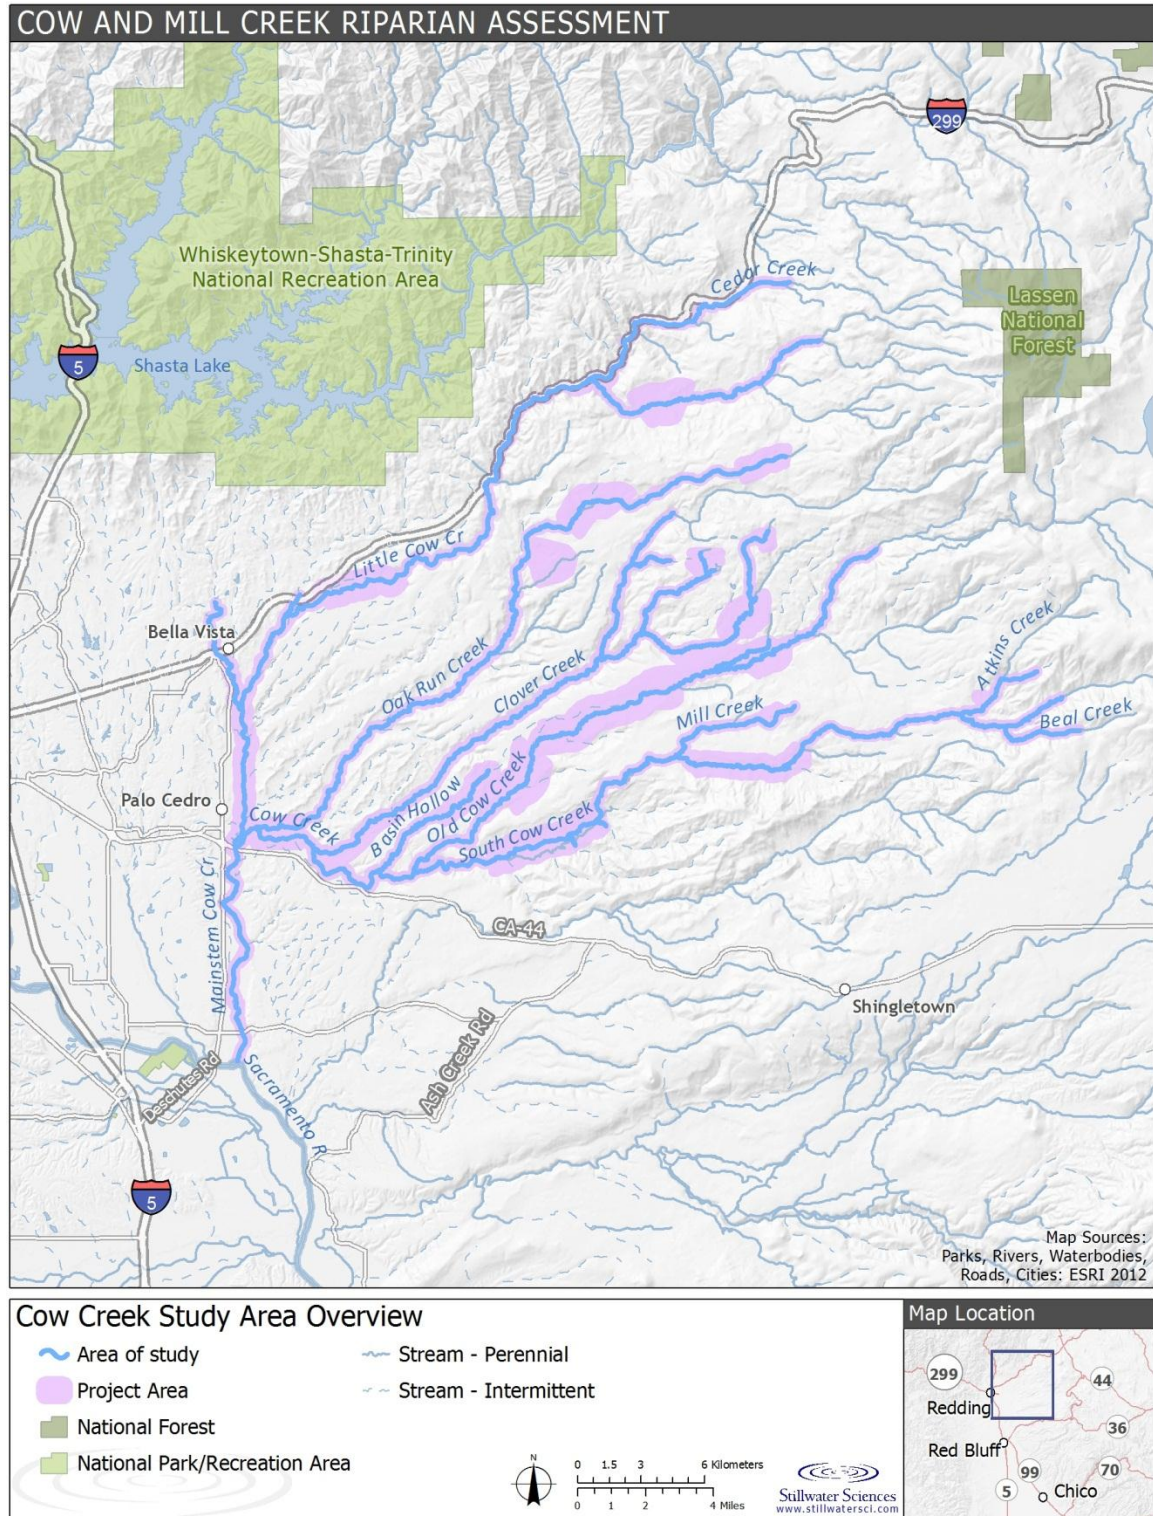 COW AND MILL CREEK RIPARIAN ASSESSMENT
299
Whiskeytown-Shasta-Trinity
National Recreation Area
Cedar Creek
Lassen
National
Forest
5
Shasta Lake
Little Cow Cr
Bella Vista
Oak Run Creek
Clover Creek
Atkins Creek
Mill Creek
Beal Creek
Palo Cedro
Cow Creek
Basin Hollow
Old Cow Creek
South Cow Creek
Mainstem Cow Cr
CA-44
Shingletown
Deschutes Rd
Sacramento R
Ash Creek Rd
5
Map Sources:
Parks, Rivers, Waterbodies,
Roads, Cities: ESRI 2012
Cow Creek Study Area Overview
Area of study
Project Area
National Forest
National Park/Recreation Area
Stream - Perennial
Stream - Intermittent
N
0 1.5 3 6 Kilometers
0 1 2 4 Miles
Stillwater Sciences
www.stillwatersci.com
Map Location
299
44
Redding
36
Red Bluff
99
70
5
Chico